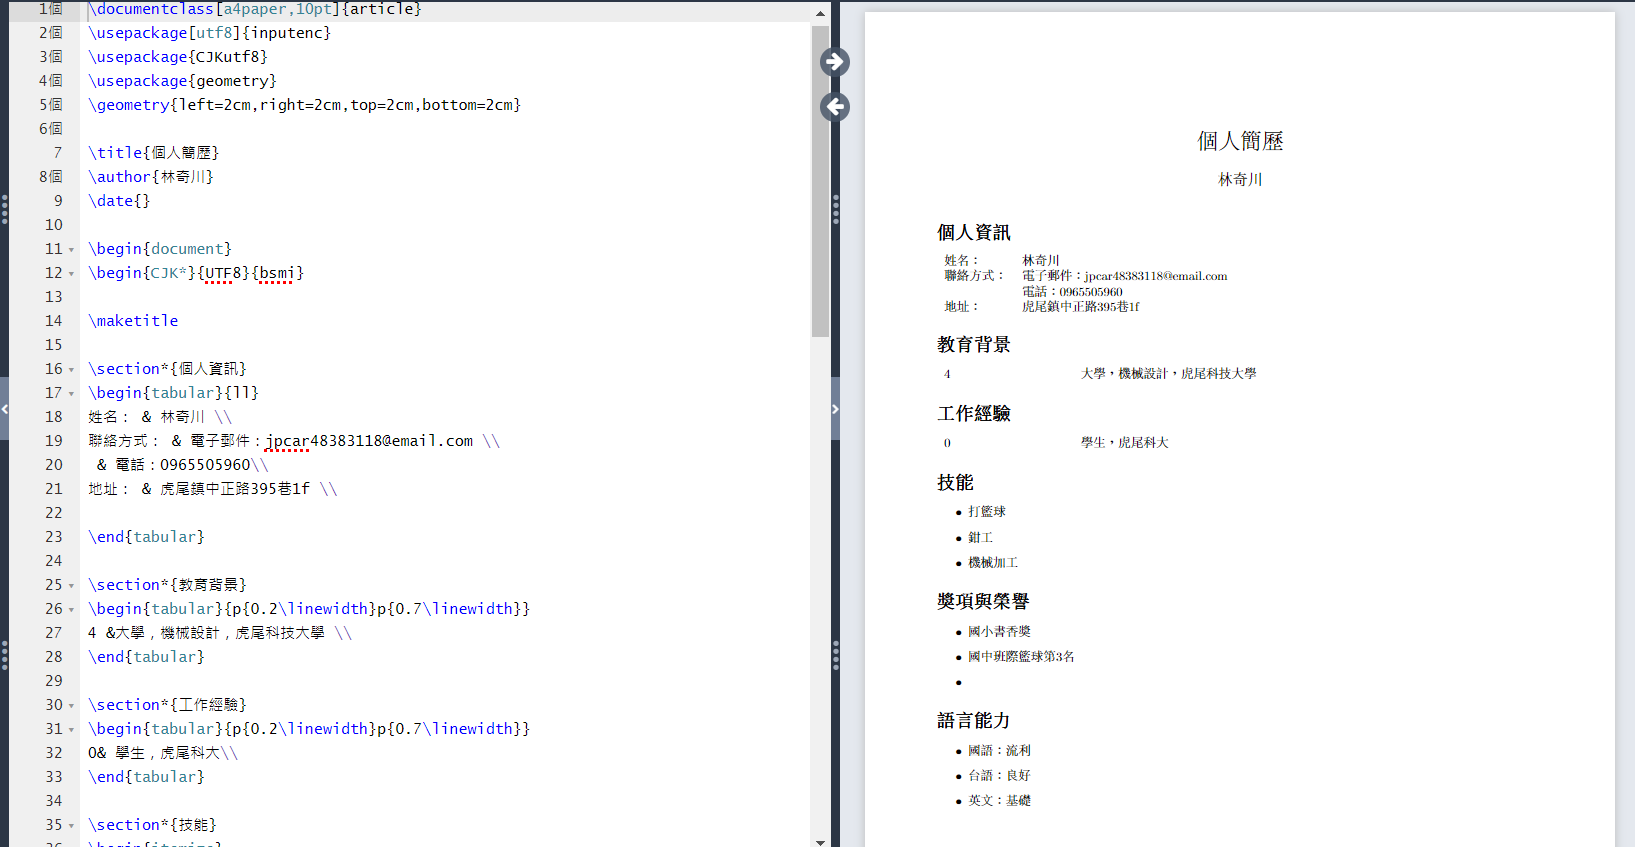 1個 \documentclass[a4paper,10pt]{article}
2個 \usepackage[utf8]{inputenc}
3個 \usepackage{CJKutf8}
4個 \usepackage{geometry}
5個 \geometry{left=2cm,right=2cm,top=2cm,bottom=2cm}
6個
7 \title{個人簡歷}
8個 \author{林奇川}
9 \date{}
10
11 \begin{document}
12 \begin{CJK*}{UTF8}{bsmi}
13
14 \maketitle
15
16 \section*{個人資訊}
17 \begin{tabular}{ll}
18 姓名： & 林奇川 \\
19 聯絡方式： & 電子郵件：jpcar48383118@email.com \\
20 & 電話：0965505960\\
21 地址： & 虎尾鎮中正路395巷1f \\
22
23 \end{tabular}
24
25 \section*{教育背景}
26 \begin{tabular}{p{0.2\linewidth}p{0.7\linewidth}}
27 4 &大學，機械設計，虎尾科技大學 \\
28 \end{tabular}
29
30 \section*{工作經驗}
31 \begin{tabular}{p{0.2\linewidth}p{0.7\linewidth}}
32 0& 學生，虎尾科大\\
33 \end{tabular}
34
35 \section*{技能}
36 \begin{itemize}
個人簡歷
林奇川
個人資訊
姓名： 林奇川
聯絡方式： 電子郵件：jpcar48383118@email.com
電話：0965505960
地址： 虎尾鎮中正路395巷1f
教育背景
4 大學，機械設計，虎尾科技大學
工作經驗
0 學生，虎尾科大
技能
• 打籃球
• 鉗工
• 機械加工
獎項與榮譽
• 國小書香獎
• 國中班際籃球第3名
•
語言能力
• 國語：流利
• 台語：良好
• 英文：基礎